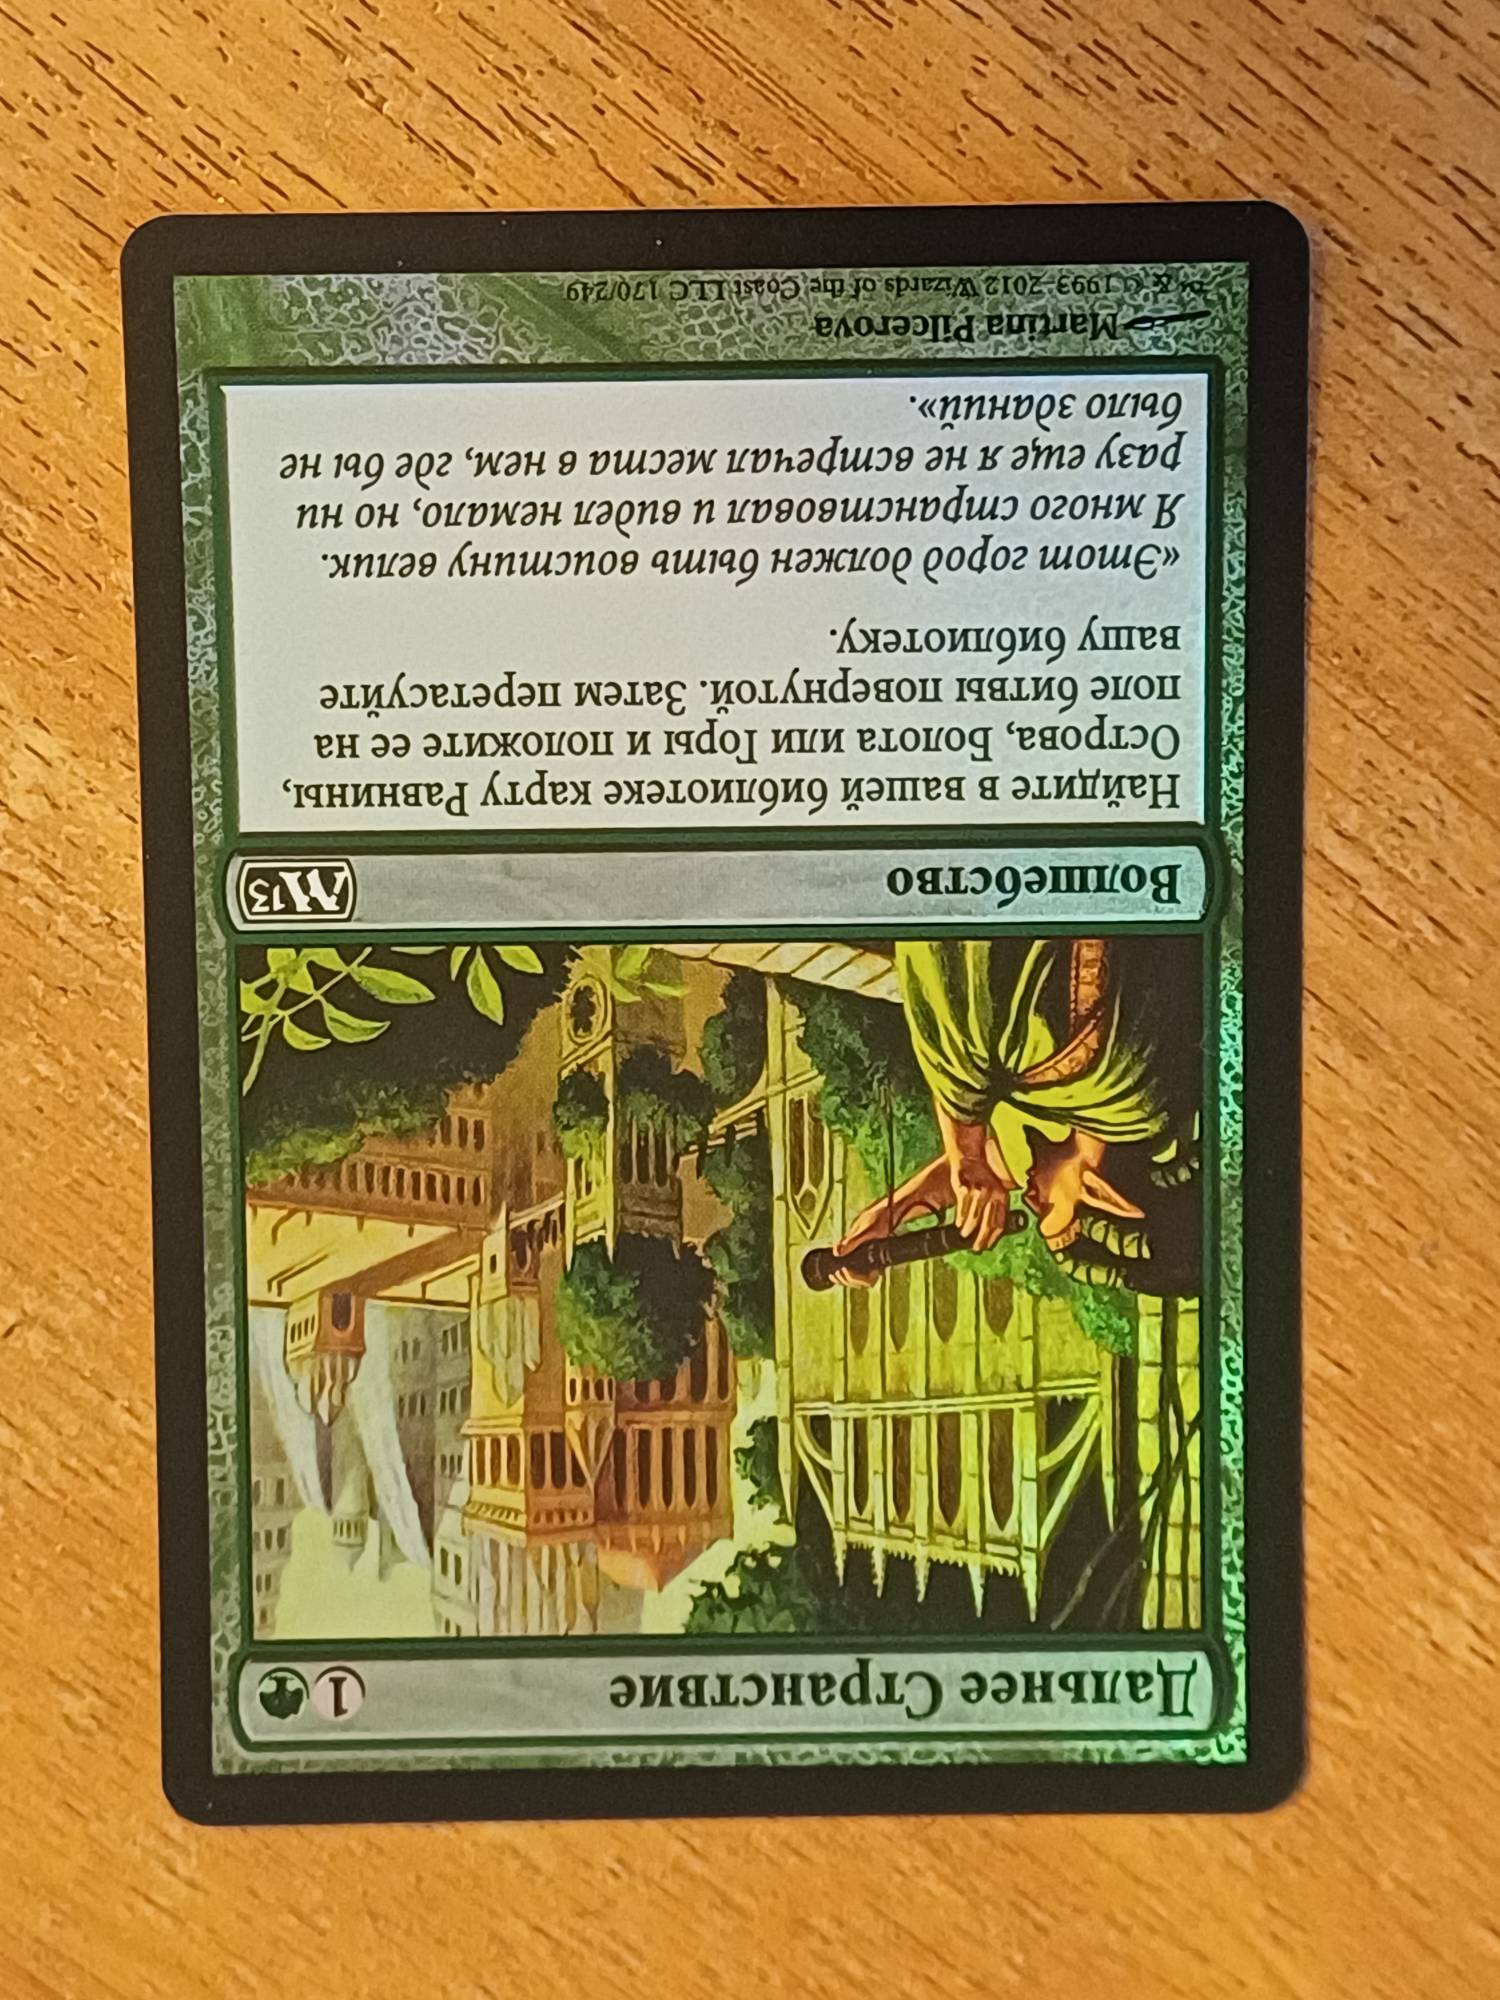 Дальнее Странствие 1
Волшебство M13
Найдите в вашей библиотеке карту Равнины,
Острова, Болота или Горы и положите ее на
поле битвы повернутой. Затем перетасуйте
вашу библиотеку.
«Этот город должен быть воистину велик.
Я много странствовал и видел немало, но ни
разу еще я не встречал места в нем, где бы не
было зданий».
Martina Pilcerova
™ & © 1993-2012 Wizards of the Coast LLC 170/249